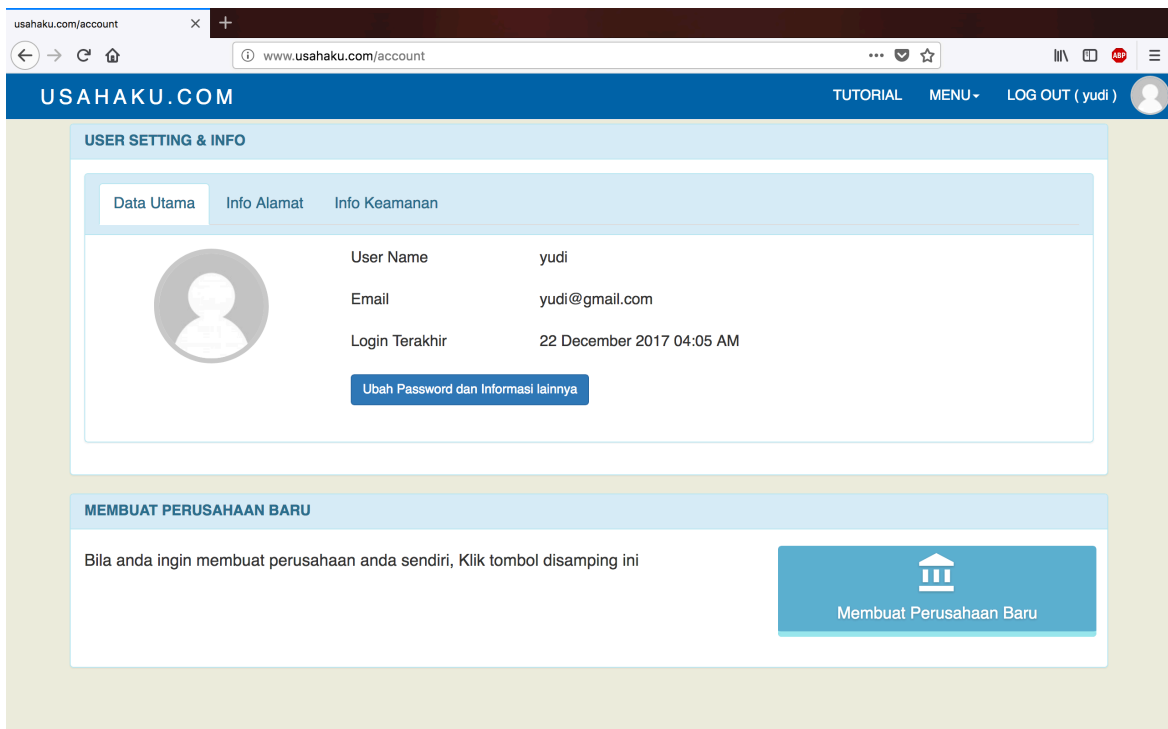 usahaku.com/account
www.usahaku.com/account
ABP
USAHAKU.COM
TUTORIAL MENU LOG OUT ( yudi )
USER SETTING & INFO
Data Utama Info Alamat Info Keamanan
User Name yudi
Email yudi@gmail.com
Login Terakhir 22 December 2017 04:05 AM
Ubah Password dan Informasi lainnya
MEMBUAT PERUSAHAAN BARU
Bila anda ingin membuat perusahaan anda sendiri, Klik tombol disamping ini
Membuat Perusahaan Baru